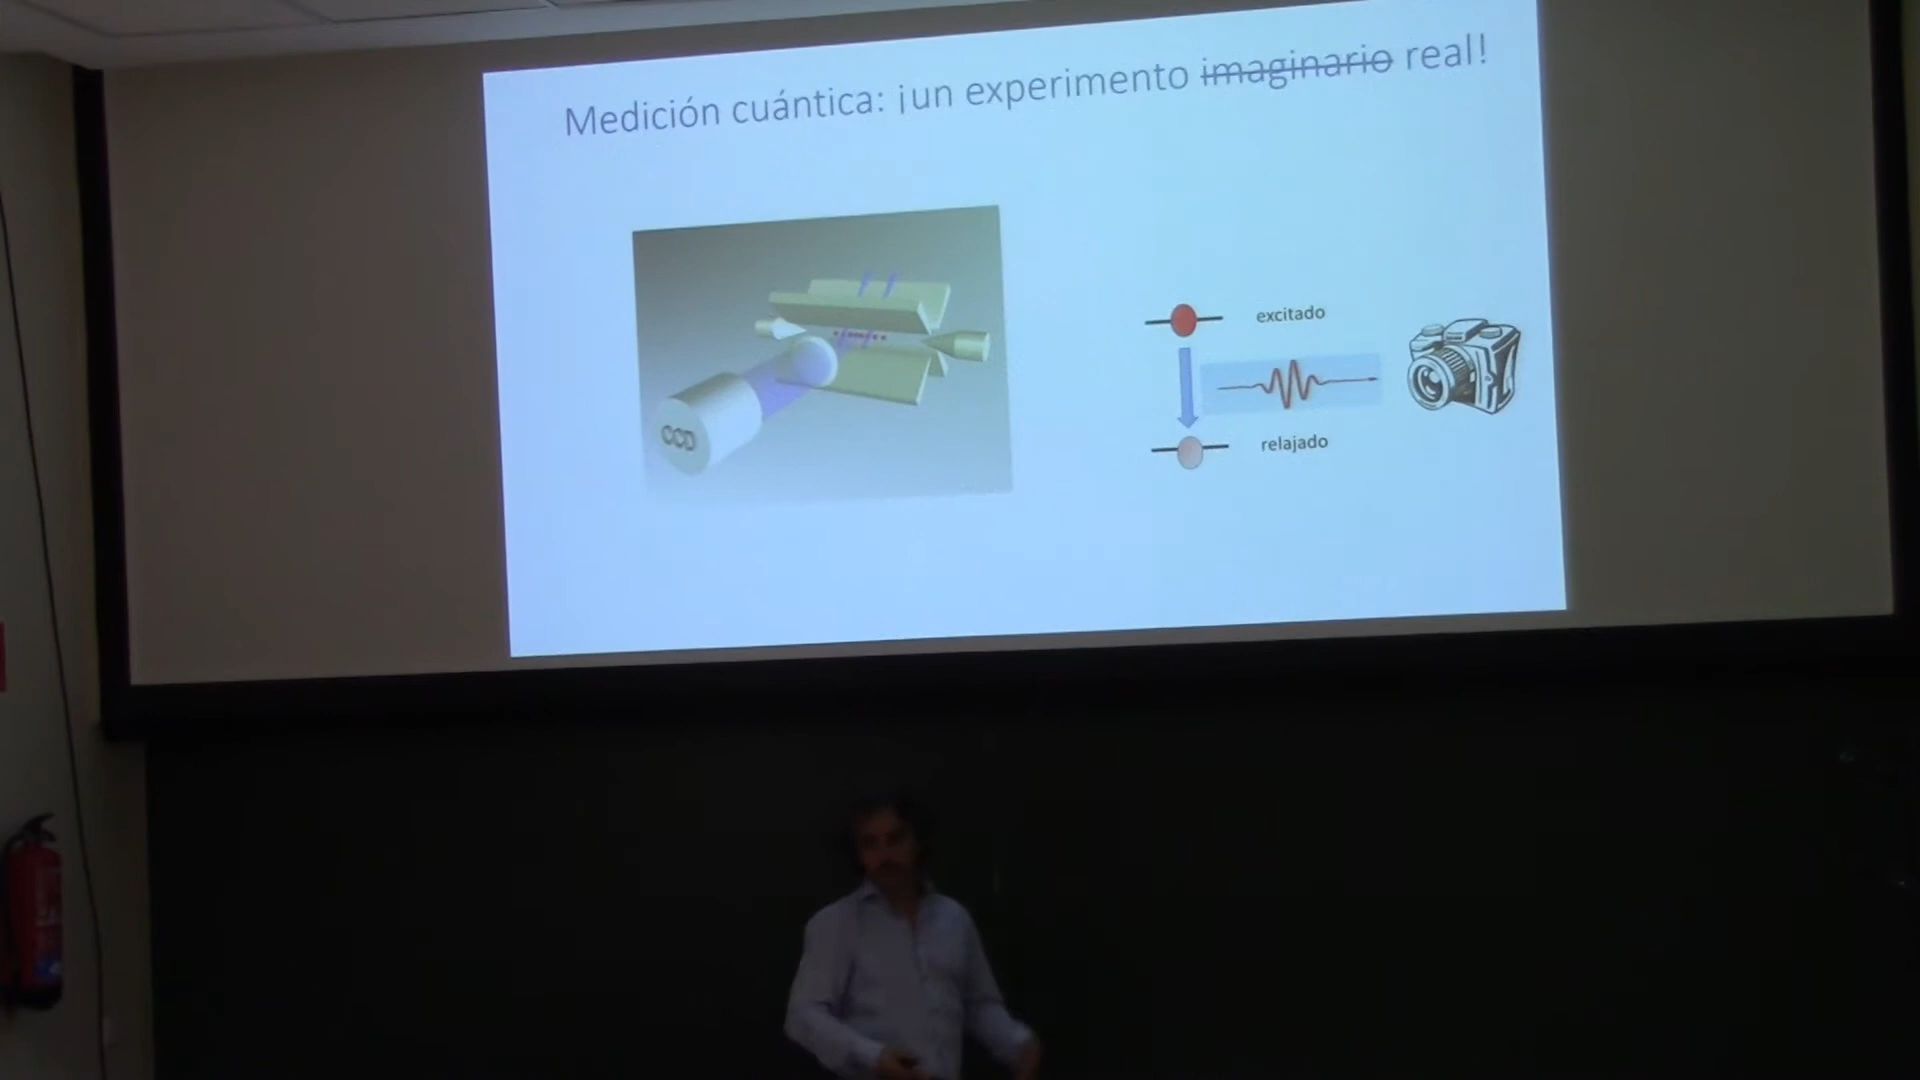 Medición cuántica: ¡un experimento imaginario real!
excitado
CCD
relajado